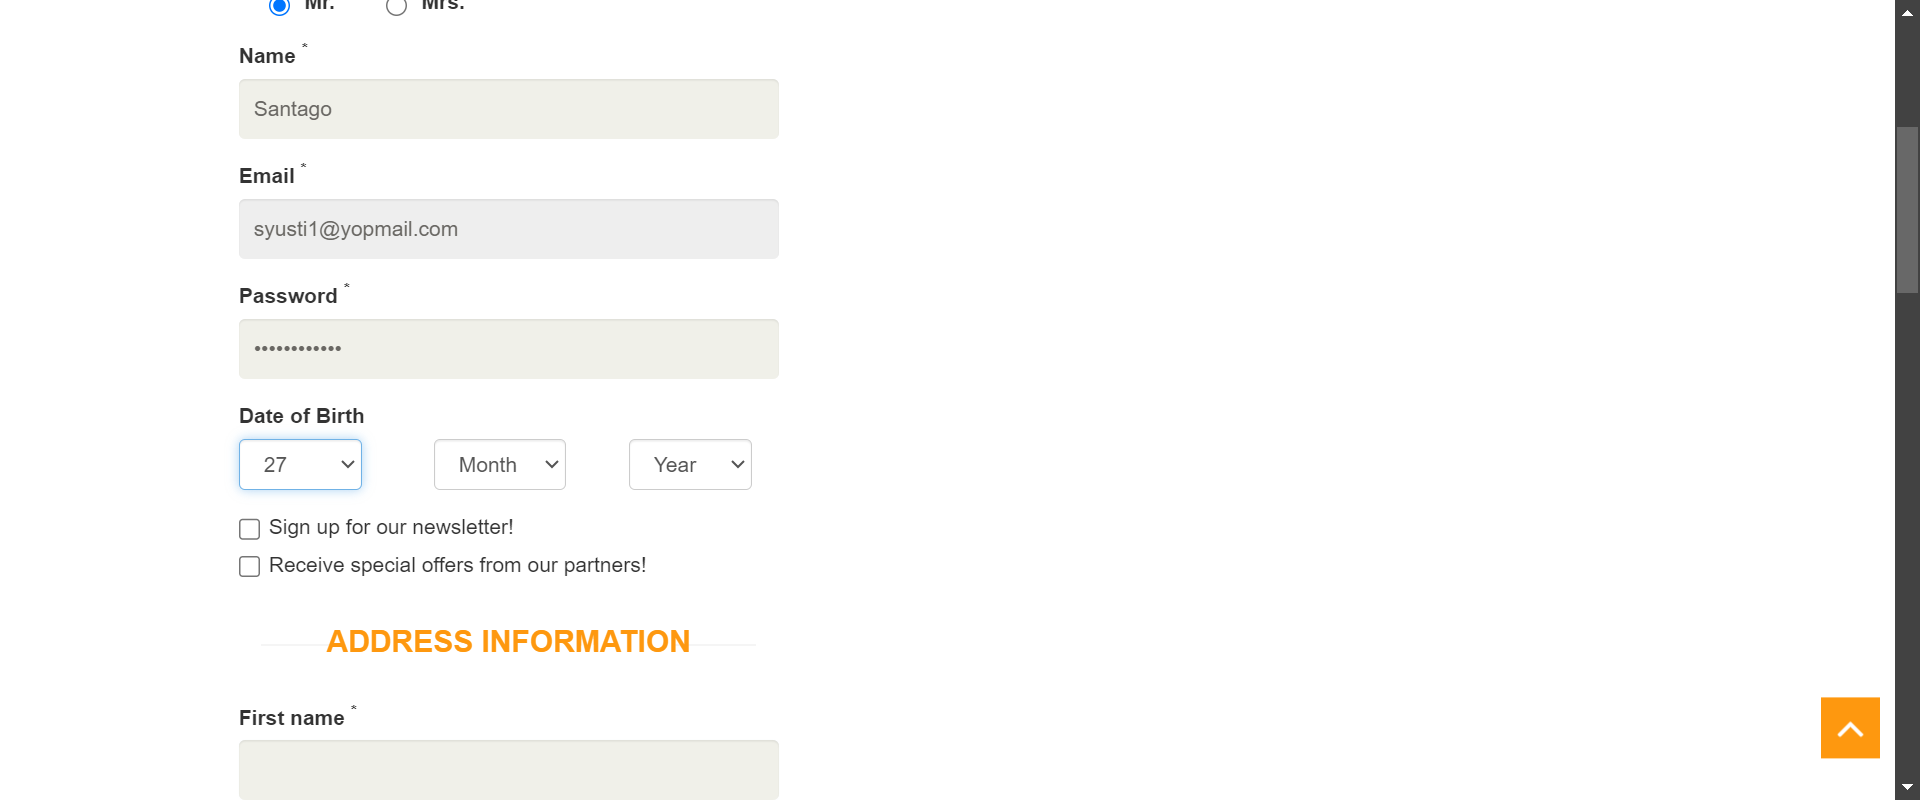 Mr. Mrs.
Name *
Santago
Email *
syusti1@yopmail.com
Password *
••••••••••••
Date of Birth
27 Month Year
Sign up for our newsletter!
Receive special offers from our partners!
ADDRESS INFORMATION
First name *